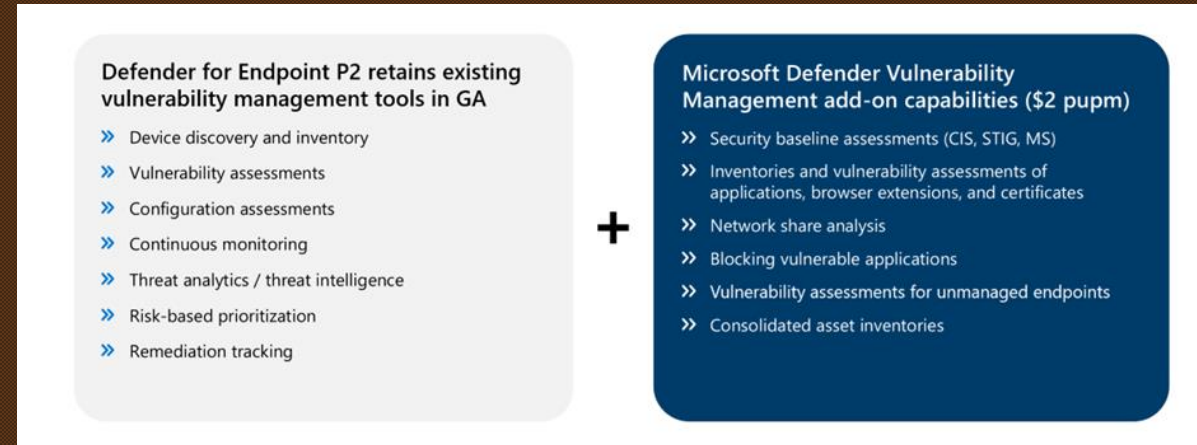 Defender for Endpoint P2 retains existing
vulnerability management tools in GA
» Device discovery and inventory
» Vulnerability assessments
» Configuration assessments
» Continuous monitoring
» Threat analytics / threat intelligence
» Risk-based prioritization
» Remediation tracking
+
Microsoft Defender Vulnerability
Management add-on capabilities ($2 pupm)
» Security baseline assessments (CIS, STIG, MS)
» Inventories and vulnerability assessments of
applications, browser extensions, and certificates
» Network share analysis
» Blocking vulnerable applications
» Vulnerability assessments for unmanaged endpoints
» Consolidated asset inventories